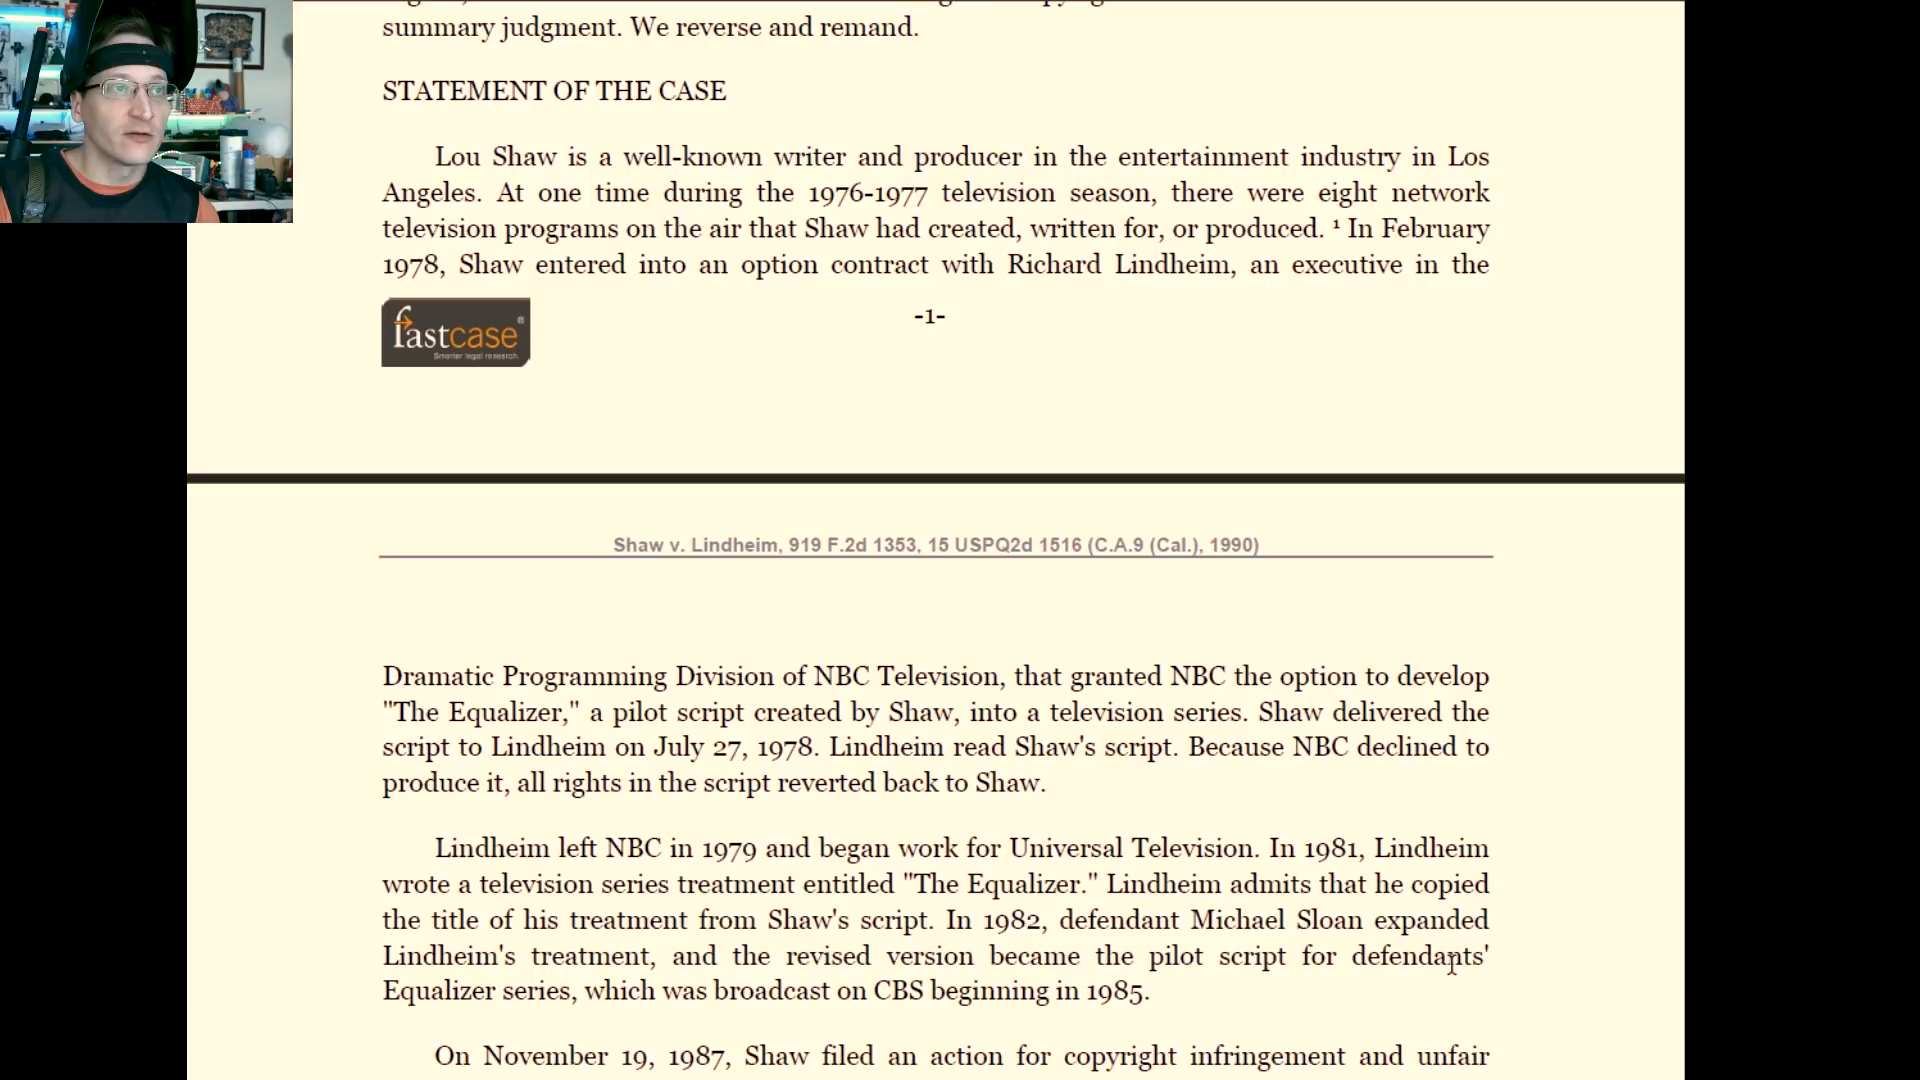 summary judgment. We reverse and remand.
STATEMENT OF THE CASE
Lou Shaw is a well-known writer and producer in the entertainment industry in Los
Angeles. At one time during the 1976-1977 television season, there were eight network
television programs on the air that Shaw had created, written for, or produced. ¹ In February
1978, Shaw entered into an option contract with Richard Lindheim, an executive in the
fastcase®
Smarter legal research.
-1-
Shaw v. Lindheim, 919 F.2d 1353, 15 USPQ2d 1516 (C.A.9 (Cal.), 1990)
Dramatic Programming Division of NBC Television, that granted NBC the option to develop
"The Equalizer," a pilot script created by Shaw, into a television series. Shaw delivered the
script to Lindheim on July 27, 1978. Lindheim read Shaw's script. Because NBC declined to
produce it, all rights in the script reverted back to Shaw.
Lindheim left NBC in 1979 and began work for Universal Television. In 1981, Lindheim
wrote a television series treatment entitled "The Equalizer." Lindheim admits that he copied
the title of his treatment from Shaw's script. In 1982, defendant Michael Sloan expanded
Lindheim's treatment, and the revised version became the pilot script for defendants'
Equalizer series, which was broadcast on CBS beginning in 1985.
On November 19, 1987, Shaw filed an action for copyright infringement and unfair